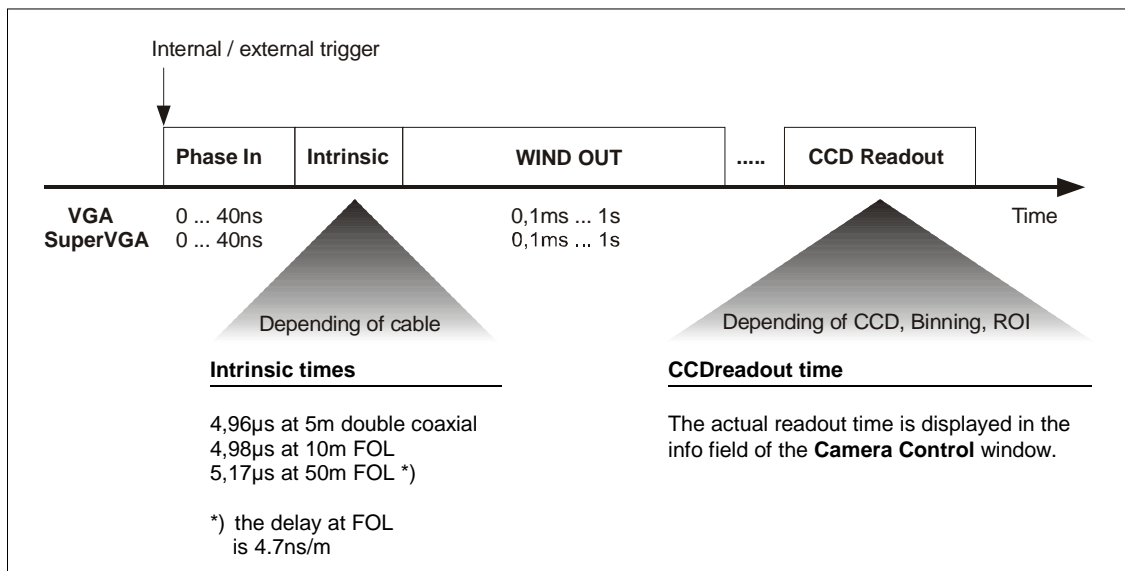 Internal / external trigger
Phase In Intrinsic WIND OUT ..... CCD Readout
VGA 0 ... 40ns 0,1ms ... 1s Time
SuperVGA 0 ... 40ns 0,1ms ... 1s
Depending of cable
Depending of CCD, Binning, ROI
Intrinsic times
4,96µs at 5m double coaxial
4,98µs at 10m FOL
5,17µs at 50m FOL *)
*) the delay at FOL
is 4.7ns/m
CCDreadout time
The actual readout time is displayed in the
info field of the Camera Control window.